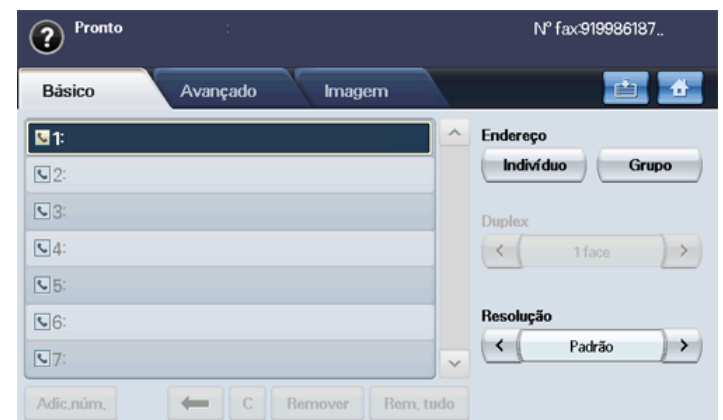 Pronto :
Nº fax:919986187..
Básico
Avançado
Imagem
1:
2:
3:
4:
5:
6:
7:
Endereço
Indivíduo
Grupo
Duplex
1 face
Resolução
Padrão
Adic,núm,
C
Remover
Rem, tudo